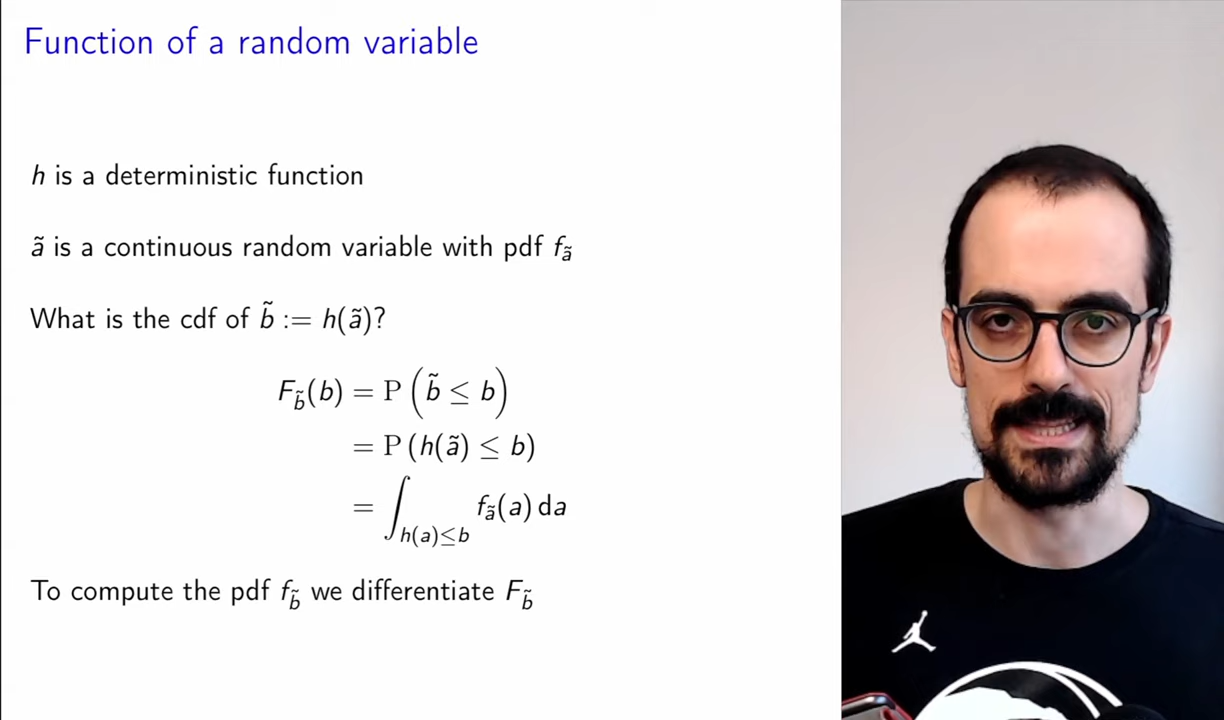 Function of a random variable
h is a deterministic function
ã is a continuous random variable with pdf f_ã
What is the cdf of b̃ := h(ã)?
F_b̃(b) = P(b̃ ≤ b)
= P(h(ã) ≤ b)
= ∫_{h(a)≤b} f_ã(a) da
To compute the pdf f_b̃ we differentiate F_b̃